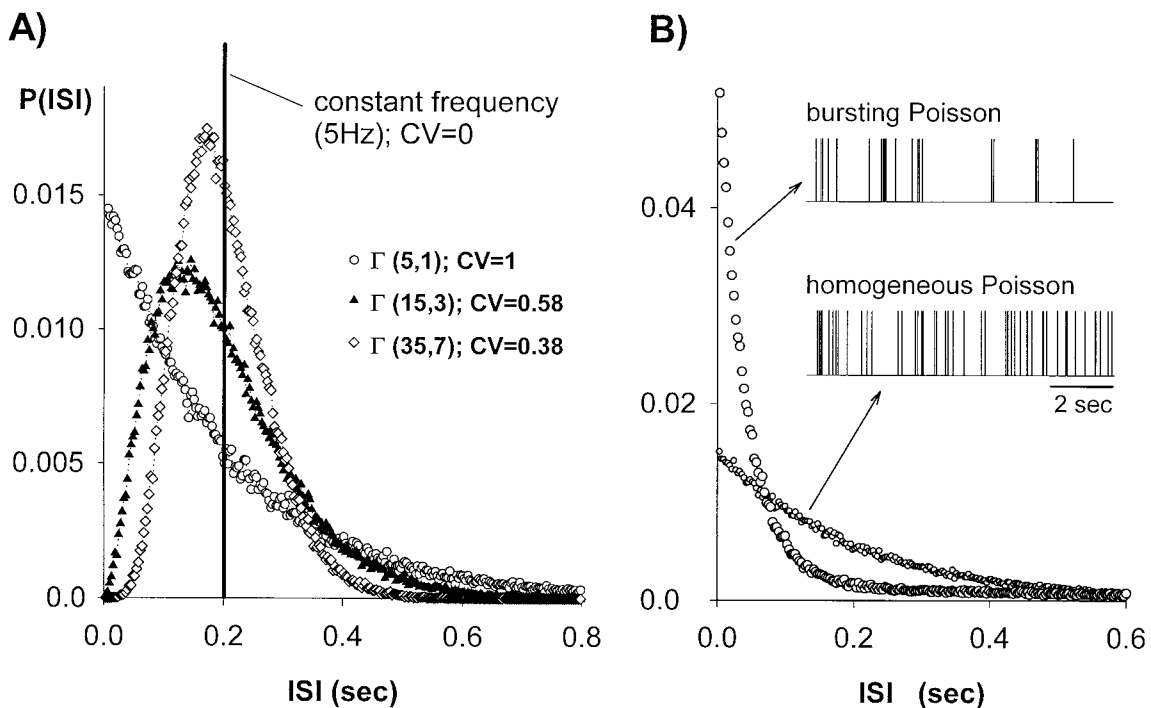 A)
P(ISI)
constant frequency
(5Hz); CV=0
0.015
0.010
0.005
0.0
Γ (5,1); CV=1
Γ (15,3); CV=0.58
Γ (35,7); CV=0.38
0.0 0.2 0.4 0.6 0.8
ISI (sec)
B)
bursting Poisson
0.04
homogeneous Poisson
2 sec
0.02
0.0
0.0 0.2 0.4 0.6
ISI (sec)